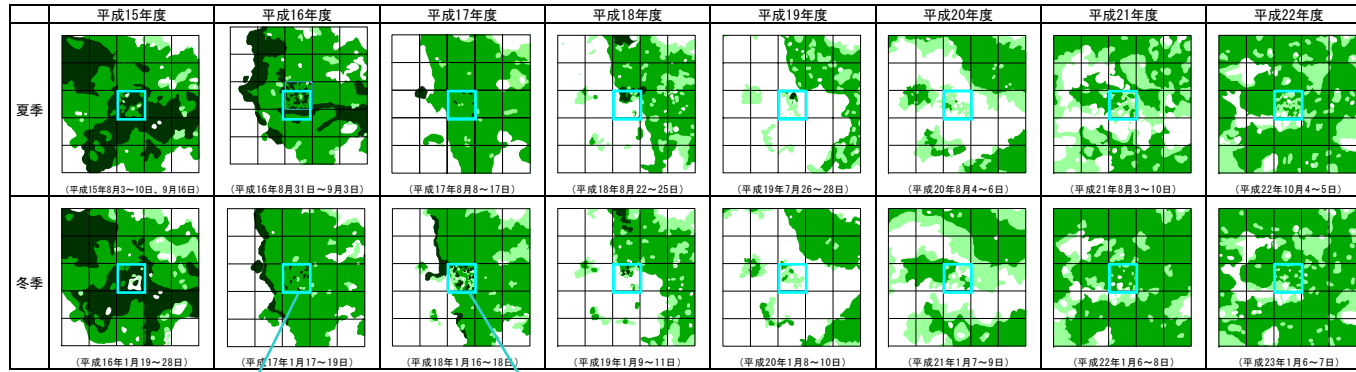 平成15年度 平成16年度 平成17年度 平成18年度 平成19年度 平成20年度 平成21年度 平成22年度
夏季
(平成15年8月3~10日、9月16日) (平成16年8月31日~9月3日) (平成17年8月8~17日) (平成18年8月22~25日) (平成19年7月26~28日) (平成20年8月4~6日) (平成21年8月3~10日) (平成22年10月4~5日)
冬季
(平成16年1月19~28日) (平成17年1月17~19日) (平成18年1月16~18日) (平成19年1月9~11日) (平成20年1月8~10日) (平成21年1月7~9日) (平成22年1月6~8日) (平成23年1月6~7日)